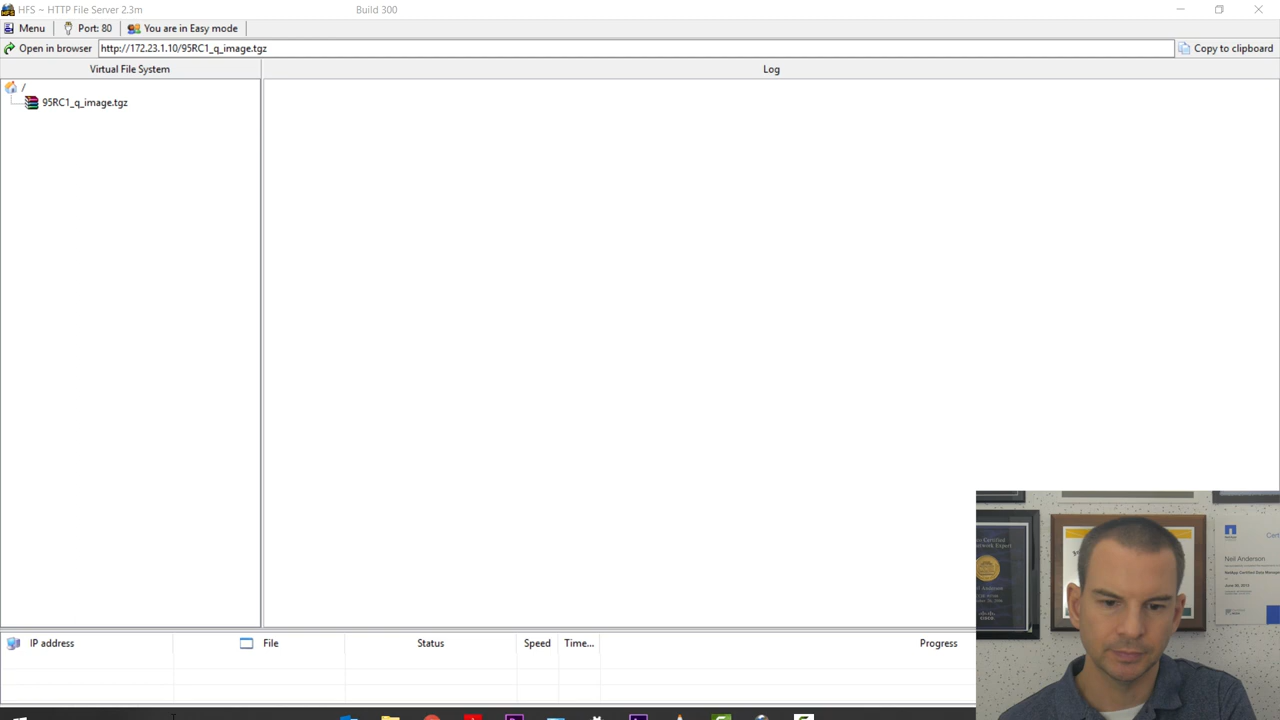 HFS ~ HTTP File Server 2.3m
Build 300
Menu
Port: 80
You are in Easy mode
Open in browser
http://172.23.1.10/95RC1_q_image.tgz
Copy to clipboard
Virtual File System
Log
/
95RC1_q_image.tgz
IP address
File
Status
Speed
Time...
Progress
Neil Anderson